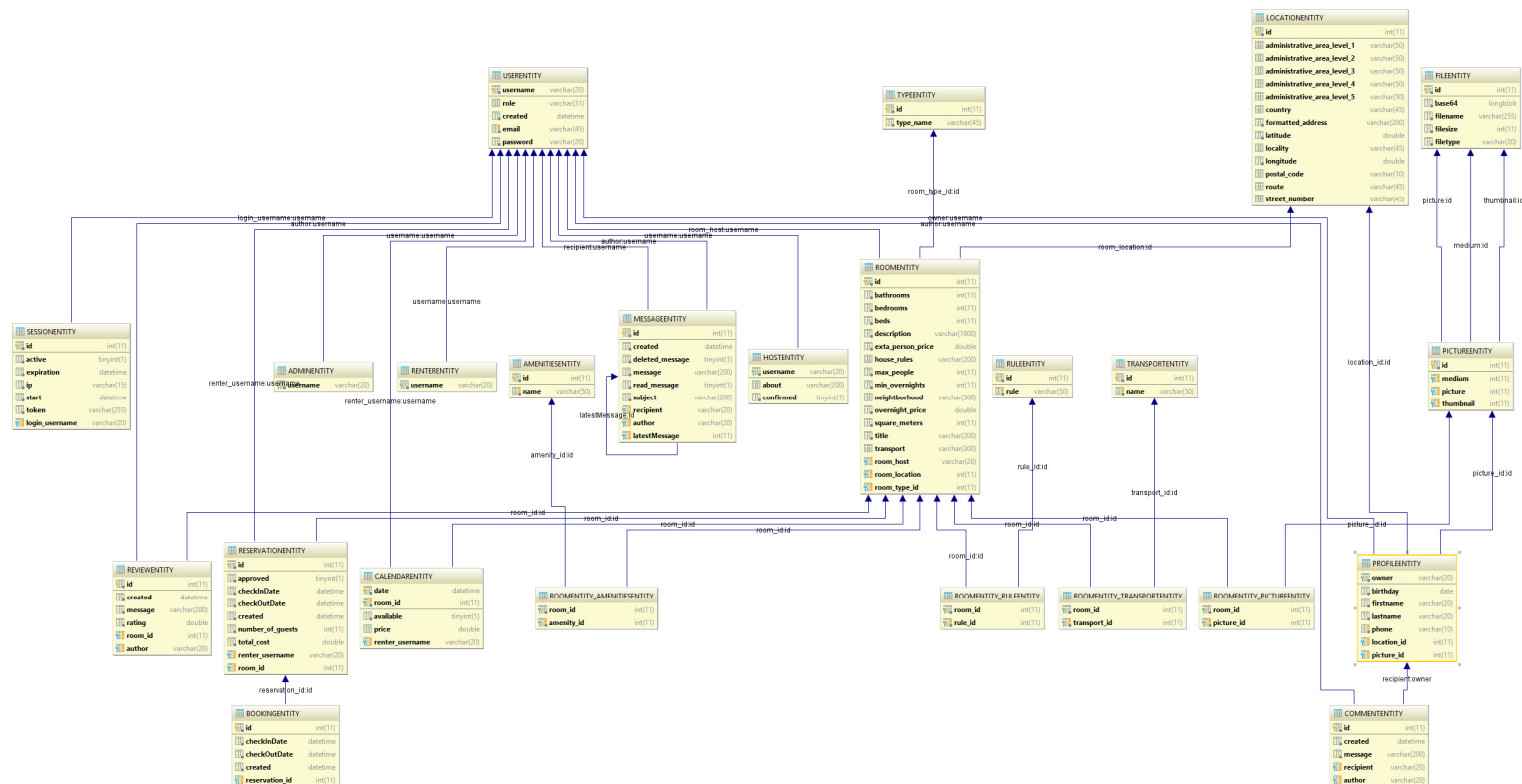 LOCATIONENTITY
id int(11)
administrative_area_level_1 varchar(50)
administrative_area_level_2 varchar(50)
administrative_area_level_3 varchar(50)
administrative_area_level_4 varchar(50)
administrative_area_level_5 varchar(50)
country varchar(45)
formatted_address varchar(200)
latitude double
locality varchar(45)
longitude double
postal_code varchar(10)
route varchar(45)
street_number varchar(45)
USERENTITY
username varchar(20)
role varchar(31)
created datetime
email varchar(45)
password varchar(20)
TYPEENTITY
id int(11)
type_name varchar(45)
FILEENTITY
id int(11)
base64 longblob
filename varchar(255)
filesize int(11)
filetype varchar(20)
room_type_id:id
picture:id
thumbnail:id
medium:id
login_username:username
author:username
username:username
author:username
recipient:username
room_host:username
username:username
owner:username
author:username
room_location:id
username:username
SESSIONENTITY
id int(11)
active tinyint(1)
expiration datetime
ip varchar(15)
start datetime
token varchar(255)
login_username varchar(20)
ADMINENTITY
username varchar(20)
RENTERENTITY
username varchar(20)
renter_username:username
renter_username:username
AMENITIESENTITY
id int(11)
name varchar(50)
MESSAGEENTITY
id int(11)
created datetime
deleted_message tinyint(1)
message varchar(200)
read_message tinyint(1)
subject varchar(200)
recipient varchar(20)
author varchar(20)
latestMessage int(11)
latestMessage:id
HOSTENTITY
username varchar(20)
about varchar(200)
confirmed tinyint(1)
ROOMENTITY
id int(11)
bathrooms int(11)
bedrooms int(11)
beds int(11)
description varchar(1000)
exta_person_price double
house_rules varchar(200)
max_people int(11)
min_overnights int(11)
neightborhood varchar(300)
overnight_price double
square_meters int(11)
title varchar(200)
transport varchar(300)
room_host varchar(20)
room_location int(11)
room_type_id int(11)
RULEENTITY
id int(11)
rule varchar(50)
TRANSPORTENTITY
id int(11)
name varchar(50)
location_id:id
PICTUREENTITY
id int(11)
medium int(11)
picture int(11)
thumbnail int(11)
amenity_id:id
rule_id:id
transport_id:id
picture_id:id
room_id:id
room_id:id
room_id:id
room_id:id
room_id:id
room_id:id
room_id:id
picture_id:id
REVIEWENTITY
id int(11)
created datetime
message varchar(200)
rating double
room_id int(11)
author varchar(20)
RESERVATIONENTITY
id int(11)
approved tinyint(1)
checkInDate datetime
checkOutDate datetime
created datetime
number_of_guests int(11)
total_cost double
renter_username varchar(20)
room_id int(11)
CALENDARENTITY
date datetime
room_id int(11)
available tinyint(1)
price double
renter_username varchar(20)
ROOMENTITY_AMENITIESENTITY
room_id int(11)
amenity_id int(11)
ROOMENTITY_RULEENTITY
room_id int(11)
rule_id int(11)
ROOMENTITY_TRANSPORTENTITY
room_id int(11)
transport_id int(11)
ROOMENTITY_PICTUREENTITY
room_id int(11)
picture_id int(11)
PROFILEENTITY
owner varchar(20)
birthday date
firstname varchar(20)
lastname varchar(20)
phone varchar(10)
location_id int(11)
picture_id int(11)
recipient:owner
reservation_id:id
BOOKINGENTITY
id int(11)
checkInDate datetime
checkOutDate datetime
created datetime
reservation_id int(11)
COMMENTENTITY
id int(11)
created datetime
message varchar(200)
recipient varchar(20)
author varchar(20)